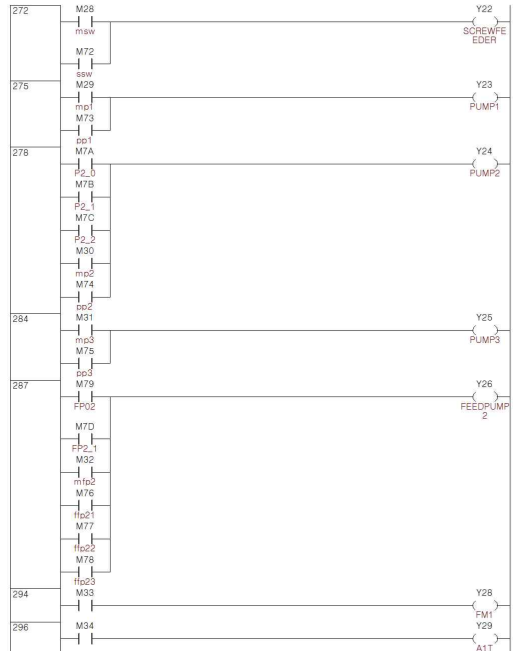 272 M28 Y22
msw SCREWFE
EDER
M72
ssw
275 M29 Y23
mp1 PUMP1
M73
pp1
278 M7A Y24
P2_0 PUMP2
M7B
P2_1
M7C
P2_2
M30
mp2
M74
pp2
284 M31 Y25
mp3 PUMP3
M75
pp3
287 M79 Y26
FP02 FEEDPUMP
2
M7D
FP2_1
M32
mfp2
M76
ffp21
M77
ffp22
M78
ffp23
294 M33 Y28
FM1
296 M34 Y29
A1T